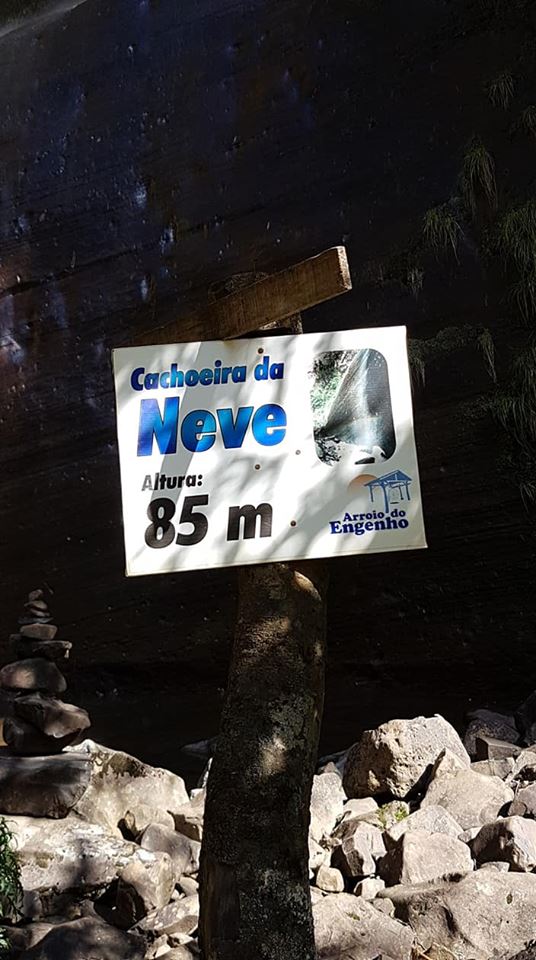 Cachoeira da
Neve
Altura:
85 m
Arroio do
Engenho